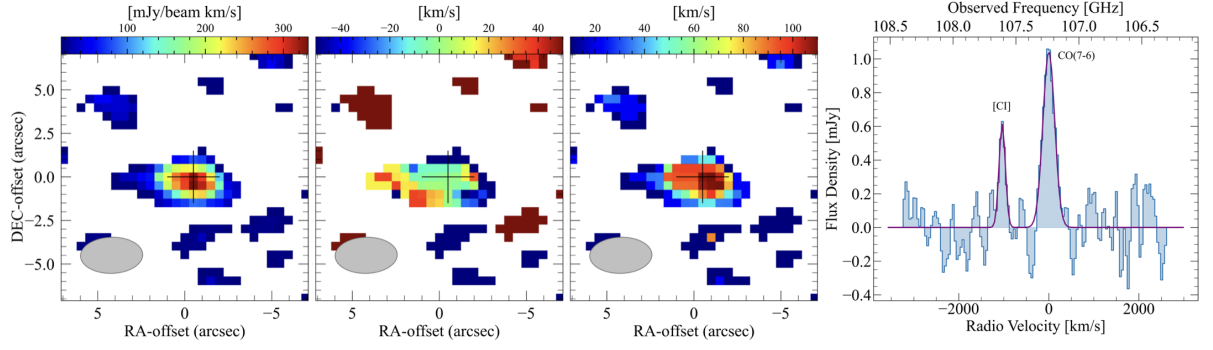 [mJy/beam km/s]
100 200 300
[km/s]
−40 −20 0 20 40
[km/s]
20 40 60 80 100
Observed Frequency [GHz]
108.5 108.0 107.5 107.0 106.5
DEC-offset (arcsec)
5.0
2.5
0.0
−2.5
−5.0
5 0 −5
RA-offset (arcsec)
5 0 −5
RA-offset (arcsec)
5 0 −5
RA-offset (arcsec)
Flux Density [mJy]
1.0
0.8
0.6
0.4
0.2
0.0
−0.2
−0.4
CO(7-6)
[CI]
−2000 0 2000
Radio Velocity [km/s]